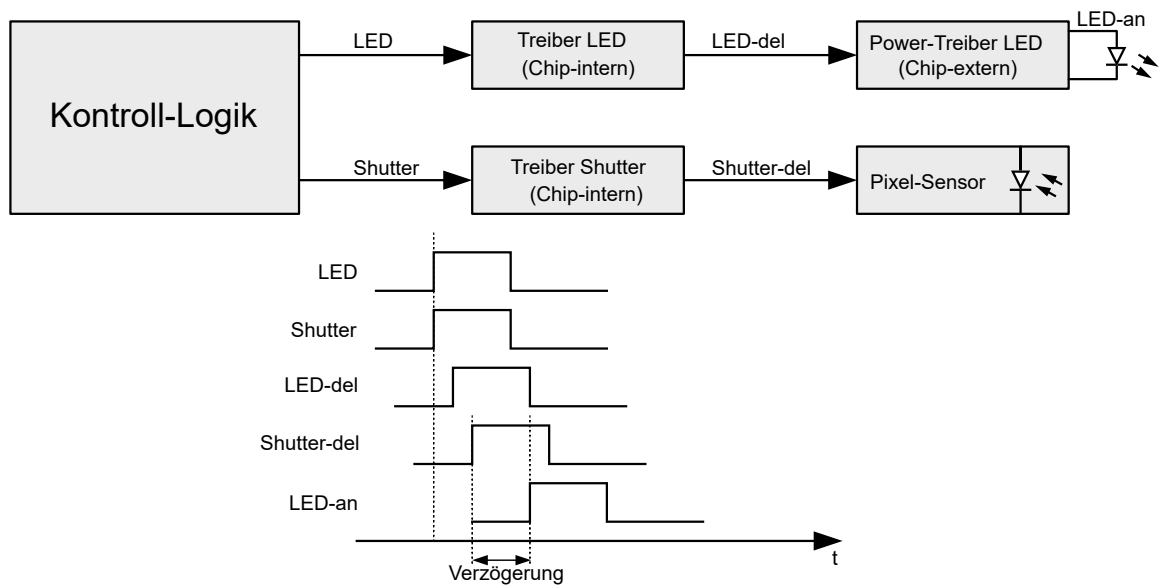 LED-an
LED
Treiber LED
(Chip-intern)
LED-del
Power-Treiber LED
(Chip-extern)
Kontroll-Logik
Shutter
Treiber Shutter
(Chip-intern)
Shutter-del
Pixel-Sensor
LED
Shutter
LED-del
Shutter-del
LED-an
t
Verzögerung